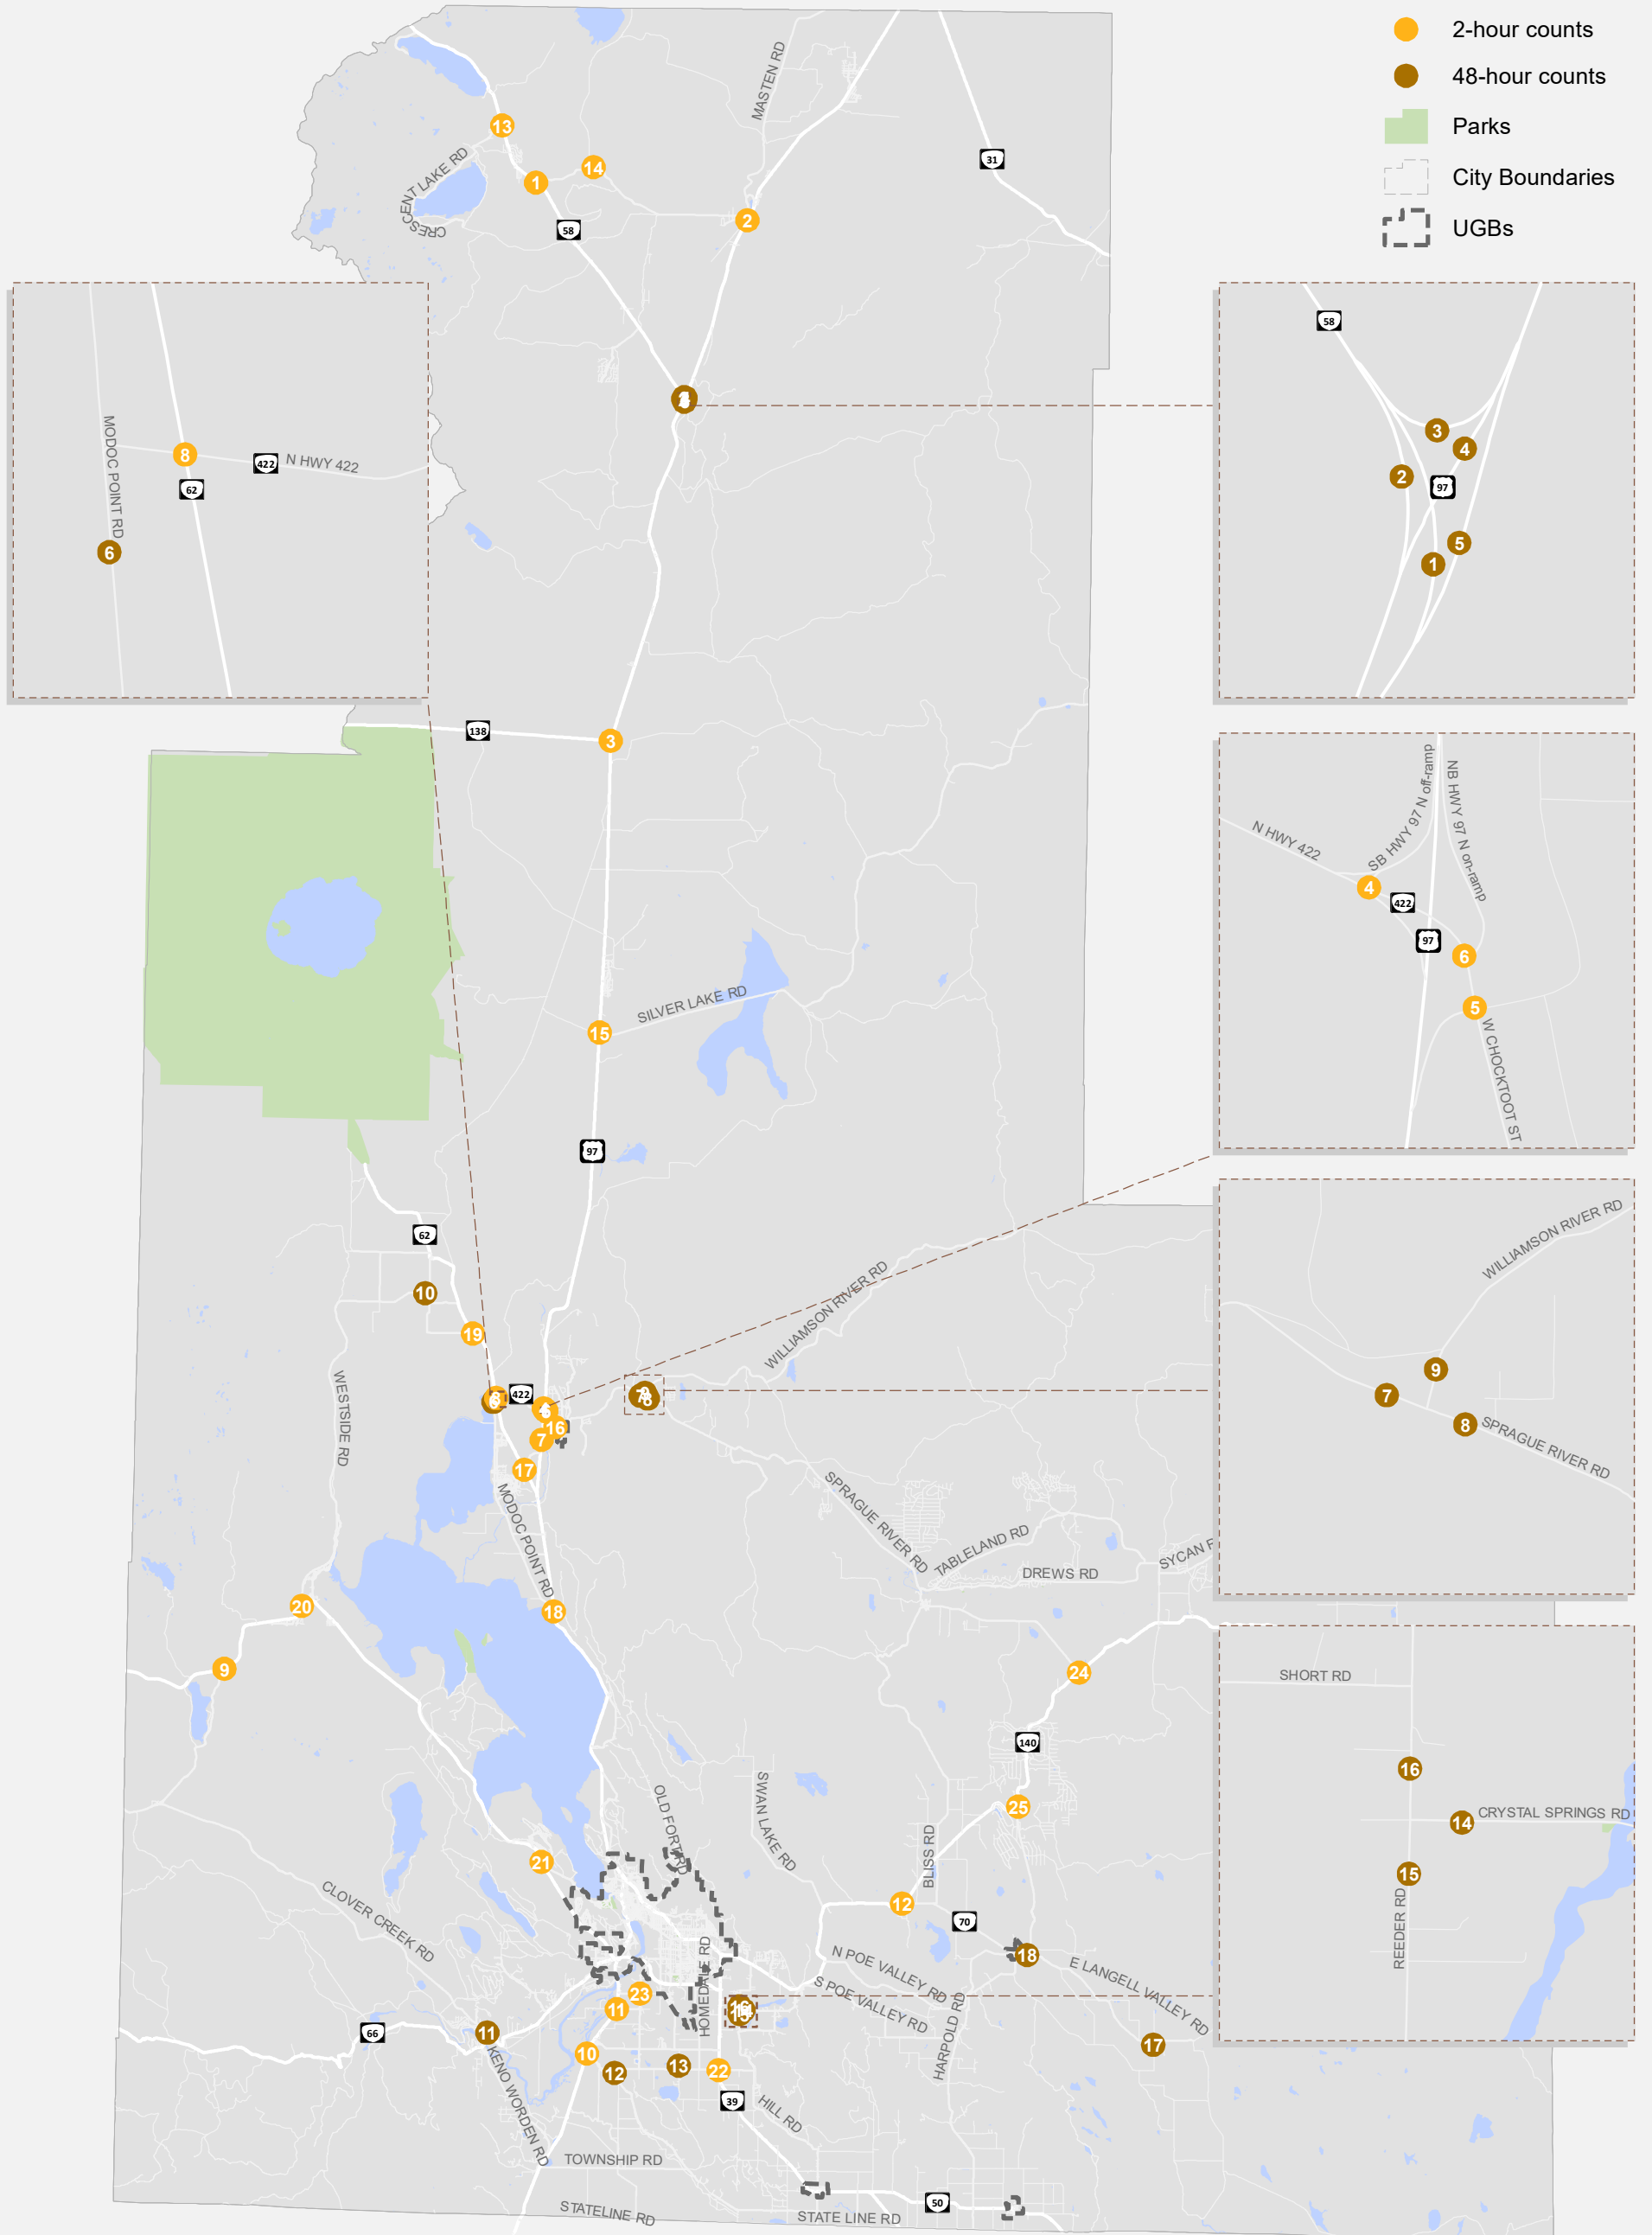 2-hour counts
48-hour counts
Parks
City Boundaries
UGBs
MASTEN RD
13
14
1
31
CRESCENT LAKE RD
2
58
MODOC POINT RD
8
422
N HWY 422
62
6
58
3
4
2
97
5
1
138
3
N HWY 422
SB HWY 97 N off-ramp
NB HWY 97 N on-ramp
4
422
97
6
5
W CHOCKTOOT ST
SILVER LAKE RD
15
97
62
10
19
WILLIAMSON RIVER RD
WILLIAMSON RIVER RD
9
7
8
SPRAGUE RIVER RD
WESTSIDE RD
8
6
422
6
16
7
17
7
8
MODOC POINT RD
SPRAGUE RIVER RD
TABLELAND RD
DREWS RD
SYCAN
18
20
9
24
140
25
SHORT RD
16
14
CRYSTAL SPRINGS RD
15
REEDER RD
OLD FORT RD
SWAN LAKE RD
BLISS RD
21
12
70
CLOVER CREEK RD
HOMEDALE RD
N POE VALLEY RD
S POE VALLEY RD
18
E LANGELL VALLEY RD
23
11
HARPOLD RD
66
11
10
12
13
22
17
KENO WORDEN RD
39
HILL RD
TOWNSHIP RD
50
STATELINE RD
STATE LINE RD